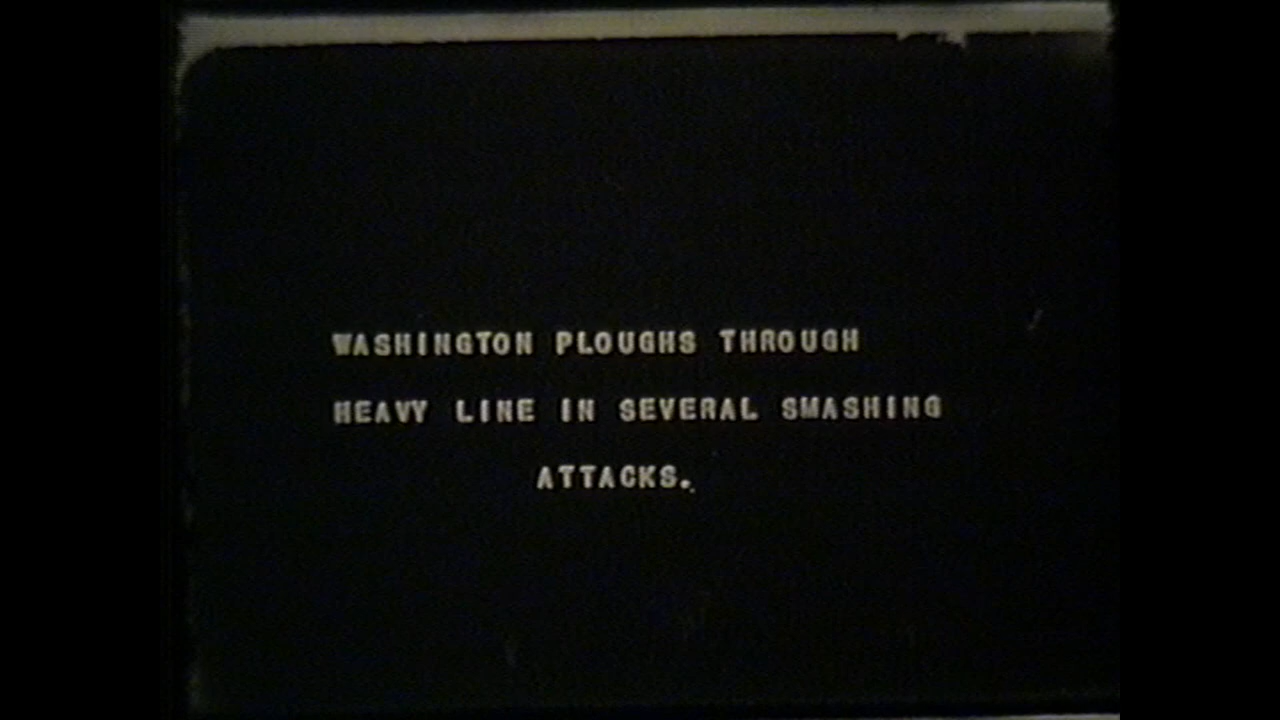 WASHINGTON PLOUGHS THROUGH
HEAVY LINE IN SEVERAL SMASHING
ATTACKS.